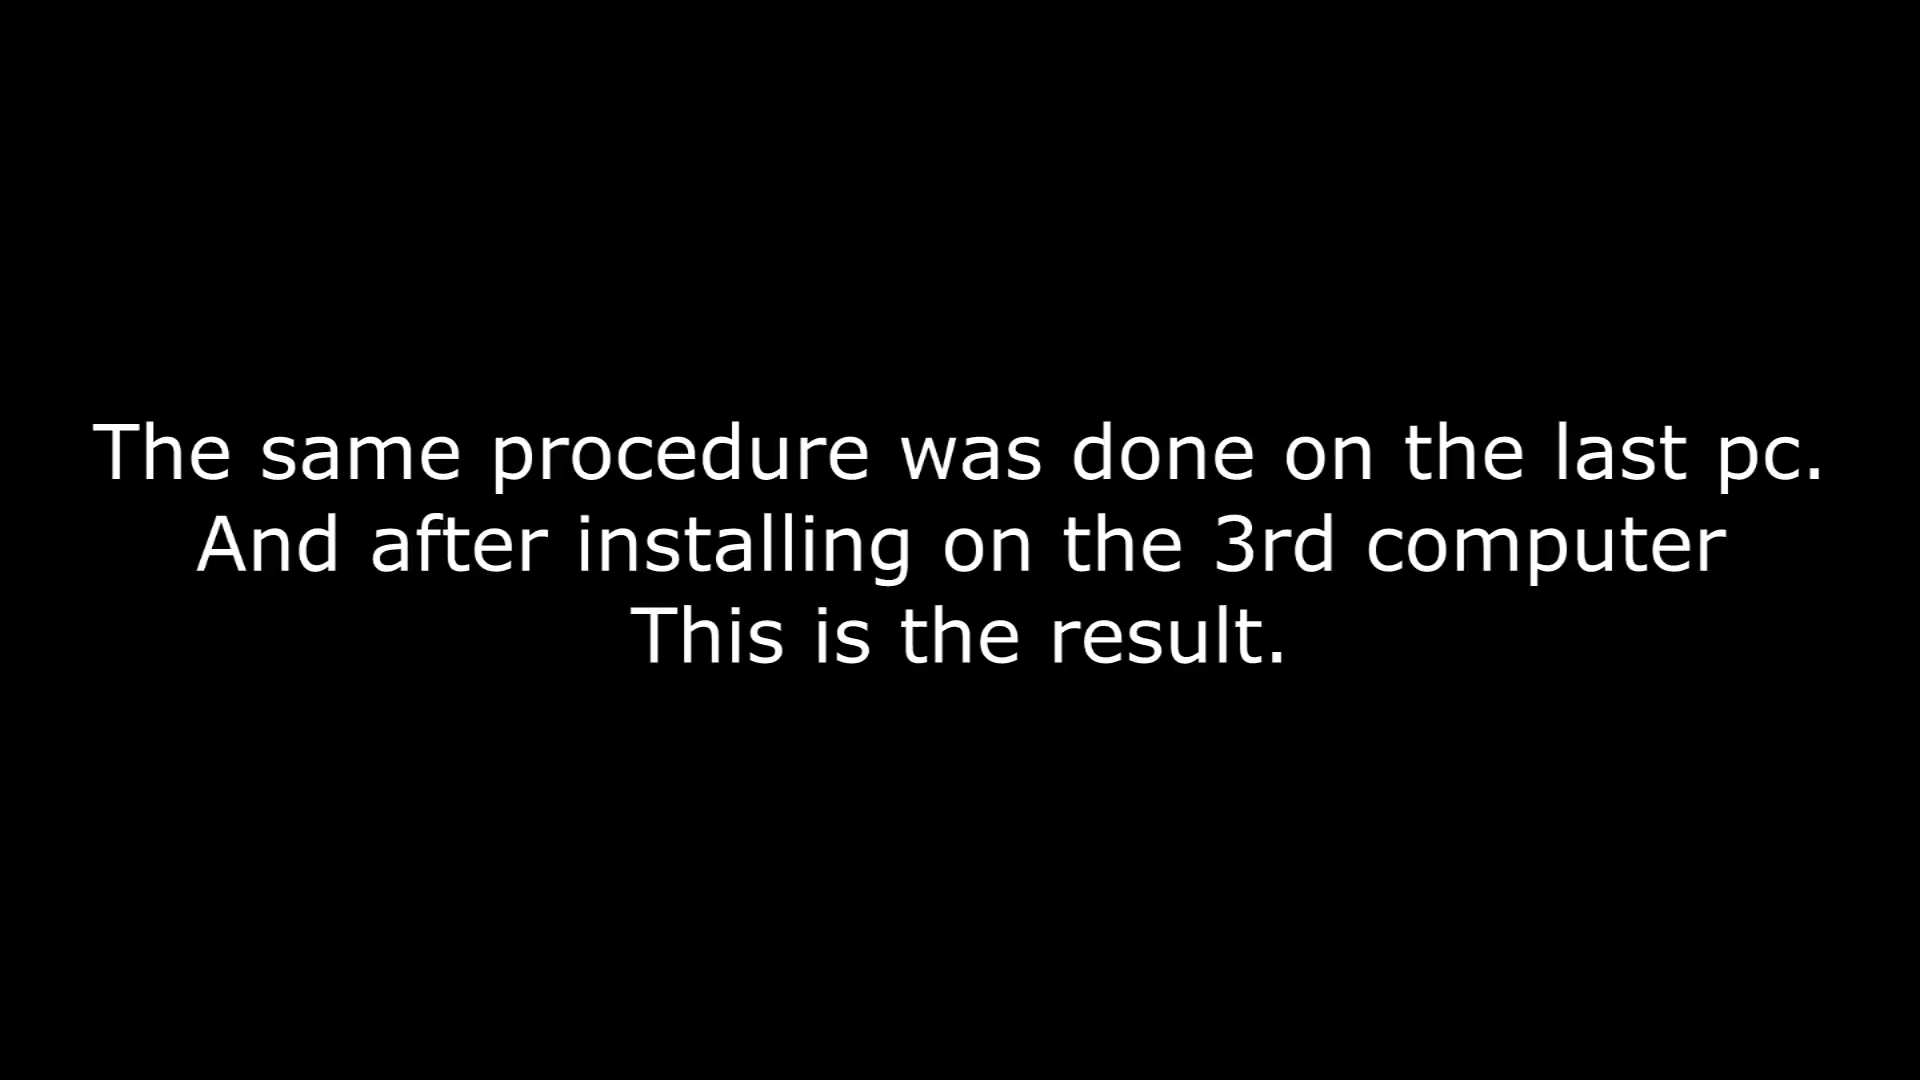 The same procedure was done on the last pc.
And after installing on the 3rd computer
This is the result.